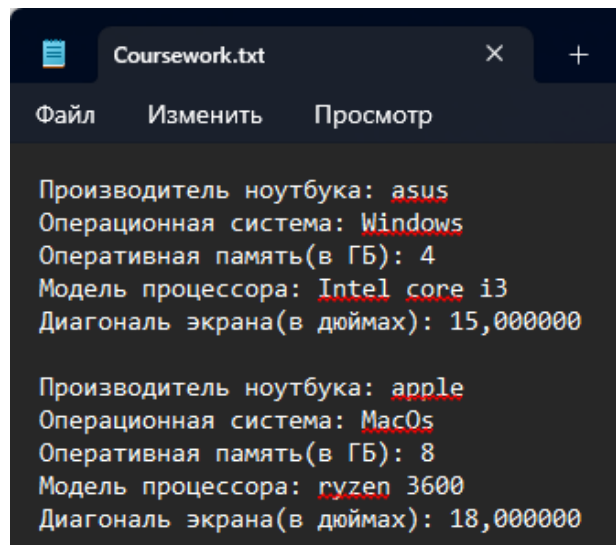 Coursework.txt
Файл Изменить Просмотр
Производитель ноутбука: asus
Операционная система: Windows
Оперативная память(в ГБ): 4
Модель процессора: Intel core i3
Диагональ экрана(в дюймах): 15,000000
Производитель ноутбука: apple
Операционная система: MacOs
Оперативная память(в ГБ): 8
Модель процессора: ryzen 3600
Диагональ экрана(в дюймах): 18,000000